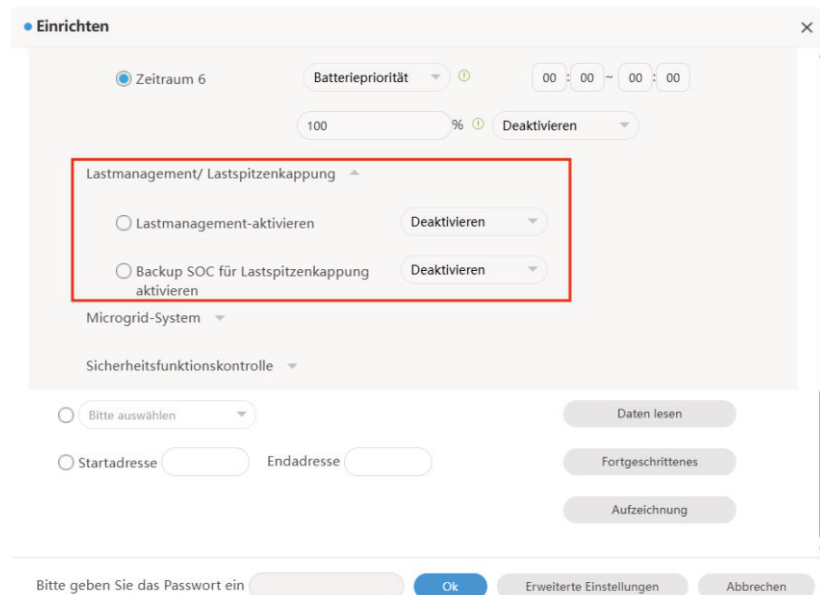 Einrichten
Zeitraum 6 Batteriepriorität 00 : 00 ~ 00 : 00
100 % Deaktivieren
Lastmanagement/ Lastspitzenkappung
Lastmanagement-aktivieren Deaktivieren
Backup SOC für Lastspitzenkappung Deaktivieren
aktivieren
Microgrid-System
Sicherheitsfunktionskontrolle
Bitte auswählen Daten lesen
Startadresse Endadresse Fortgeschrittenes
Aufzeichnung
Bitte geben Sie das Passwort ein Ok Erweiterte Einstellungen Abbrechen